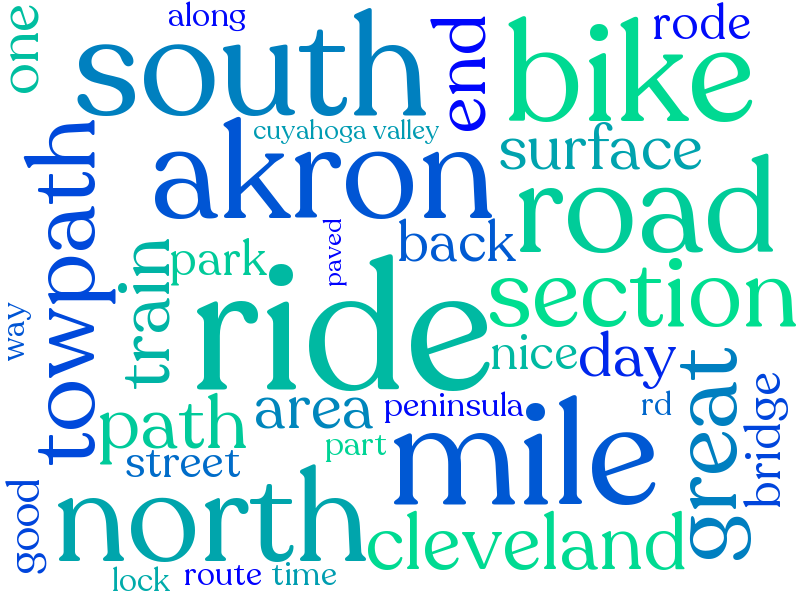 one
along
south
end
bike
rode
cuyahoga valley
akron
surface
towpath
road
train
park
paved
back
ride
section
way
nice
day
great
path
area
peninsula
rd
bridge
part
street
mile
good
north
cleveland
lock
route
time